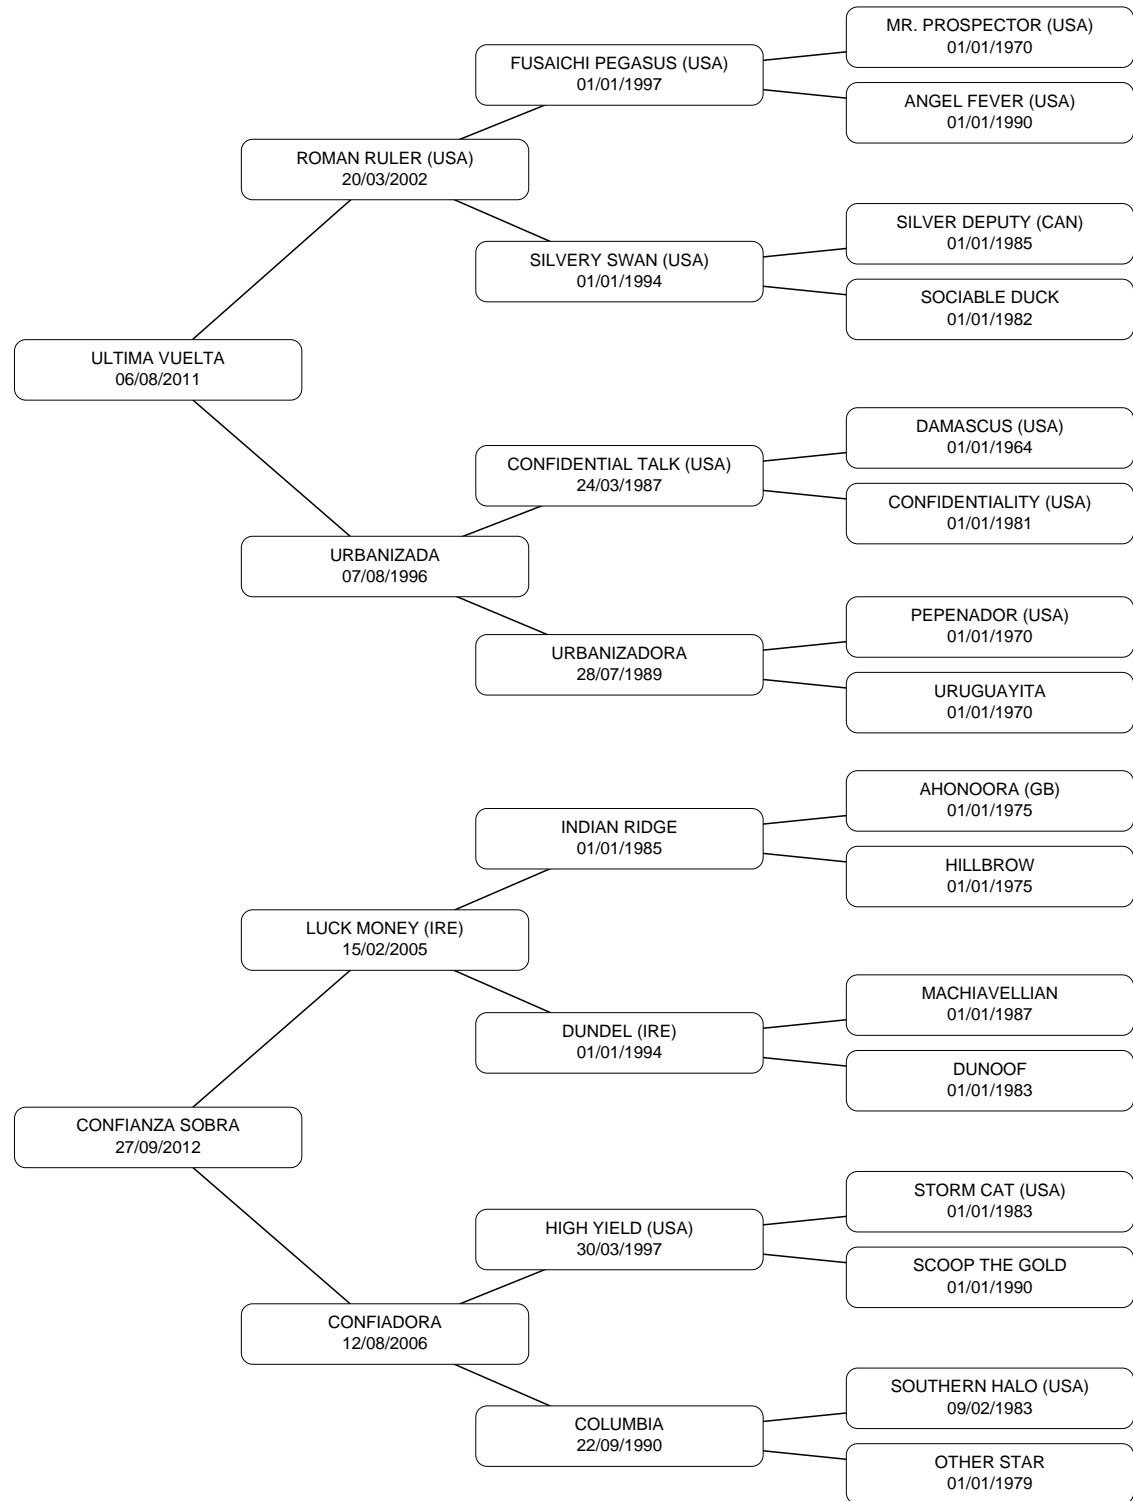 MR. PROSPECTOR (USA)
01/01/1970
FUSAICHI PEGASUS (USA)
01/01/1997
ANGEL FEVER (USA)
01/01/1990
ROMAN RULER (USA)
20/03/2002
SILVER DEPUTY (CAN)
01/01/1985
SILVERY SWAN (USA)
01/01/1994
SOCIABLE DUCK
01/01/1982
ULTIMA VUELTA
06/08/2011
DAMASCUS (USA)
01/01/1964
CONFIDENTIAL TALK (USA)
24/03/1987
CONFIDENTIALITY (USA)
01/01/1981
URBANIZADA
07/08/1996
PEPENADOR (USA)
01/01/1970
URBANIZADORA
28/07/1989
URUGUAYITA
01/01/1970
AHONOORA (GB)
01/01/1975
INDIAN RIDGE
01/01/1985
HILLBROW
01/01/1975
LUCK MONEY (IRE)
15/02/2005
MACHIAVELLIAN
01/01/1987
DUNDEL (IRE)
01/01/1994
DUNOOF
01/01/1983
CONFIANZA SOBRA
27/09/2012
STORM CAT (USA)
01/01/1983
HIGH YIELD (USA)
30/03/1997
SCOOP THE GOLD
01/01/1990
CONFIADORA
12/08/2006
SOUTHERN HALO (USA)
09/02/1983
COLUMBIA
22/09/1990
OTHER STAR
01/01/1979